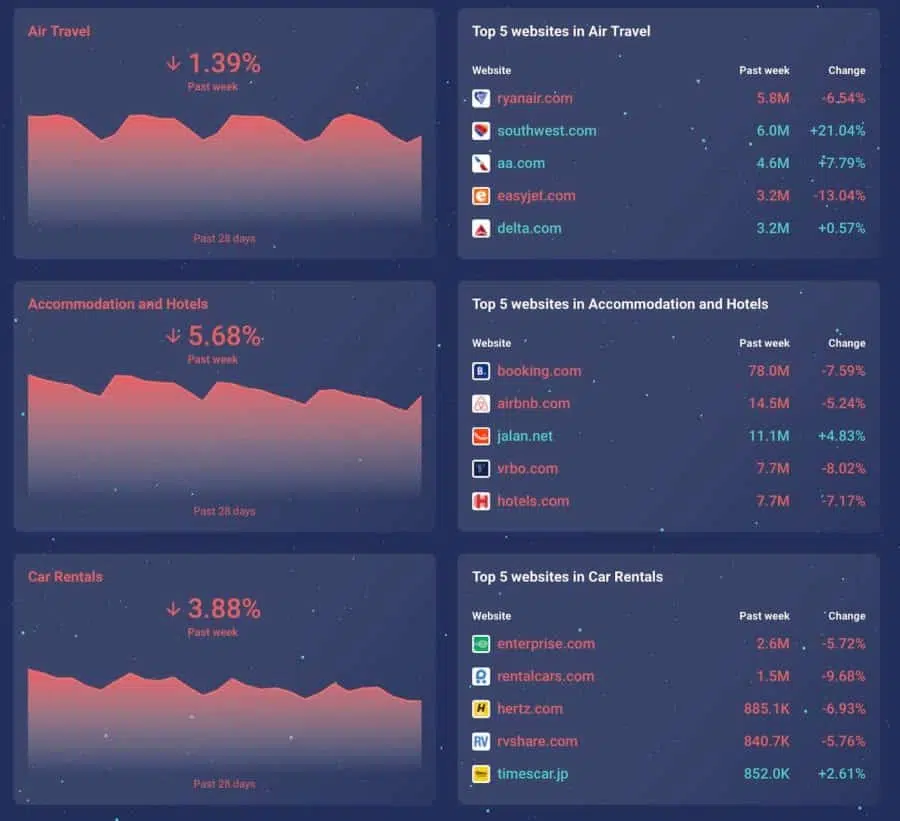 Air Travel
↓ 1.39%
Past week
Past 28 days
Top 5 websites in Air Travel
Website Past week Change
ryanair.com 5.8M -6.54%
southwest.com 6.0M +21.04%
aa.com 4.6M +7.79%
easyjet.com 3.2M -13.04%
delta.com 3.2M +0.57%
Accommodation and Hotels
↓ 5.68%
Past week
Past 28 days
Top 5 websites in Accommodation and Hotels
Website Past week Change
B. booking.com 78.0M -7.59%
airbnb.com 14.5M -5.24%
jalan.net 11.1M +4.83%
vrbo.com 7.7M -8.02%
H hotels.com 7.7M -7.17%
Car Rentals
↓ 3.88%
Past week
Past 28 days
Top 5 websites in Car Rentals
Website Past week Change
enterprise.com 2.6M -5.72%
rentalcars.com 1.5M -9.68%
H hertz.com 885.1K -6.93%
RV rvshare.com 840.7K -5.76%
timescar.jp 852.0K +2.61%